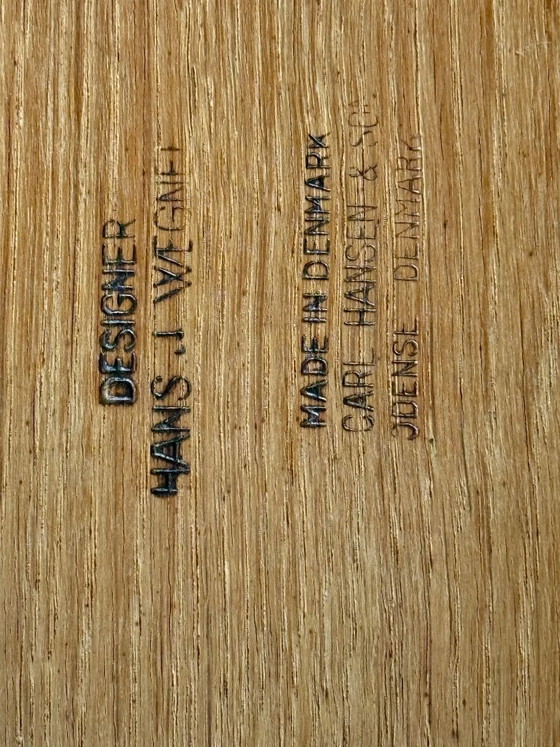 DESIGNER
HANS J. WEGNER
MADE IN DENMARK
CARL HANSEN & SØN
ODENSE DENMARK